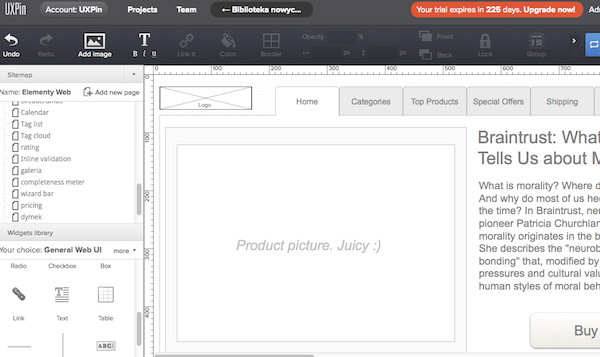 UXPin
Account: UXPin
Projects
Team
← Biblioteka nowyc...
Your trial expires in 225 days. Upgrade now!
Undo
Redo
Add image
T
B I U
Link it
Color
Border
Opacity
%
px
Front
Back
Lock
Group
Sitemap
Name: Elementy Web
Add new page
Breadcrumbs
Calendar
Tag list
Tag cloud
rating
Inline validation
galeria
completeness meter
wizard bar
pricing
dymek
Widgets library
Your choice: General Web UI
more
Radio
Checkbox
Box
Link
Text
Table
ABC
0
100
200
300
400
500
600
700
100
200
300
400
Logo
Home
Categories
Top Products
Special Offers
Shipping
Product picture. Juicy :)
Braintrust: What
Tells Us about M
What is morality? Where d
And why do most of us hee
the time? In Braintrust, neu
pioneer Patricia Churchlan
morality originates in the b
She describes the "neurob
bonding" that, modified by
pressures and cultural valu
human styles of moral beh
Buy